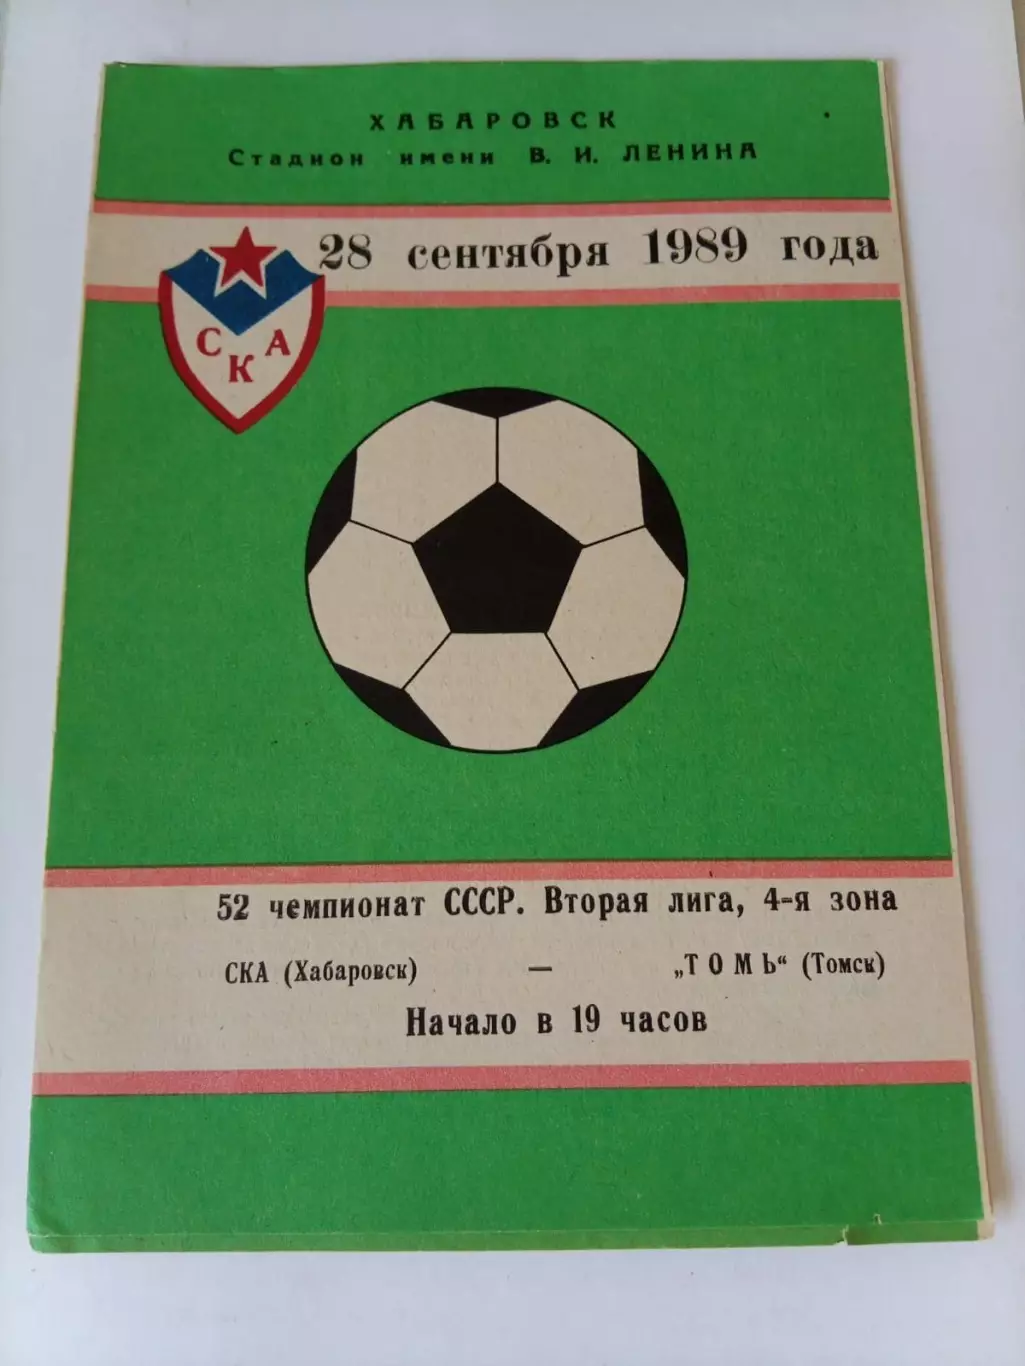 ХАБАРОВСК
Стадион имени В. И. ЛЕНИНА
28 сентября 1989 года
СКА
52 чемпионат СССР. Вторая лига, 4-я зона
СКА (Хабаровск) — „ТОМЬ“ (Томск)
Начало в 19 часов